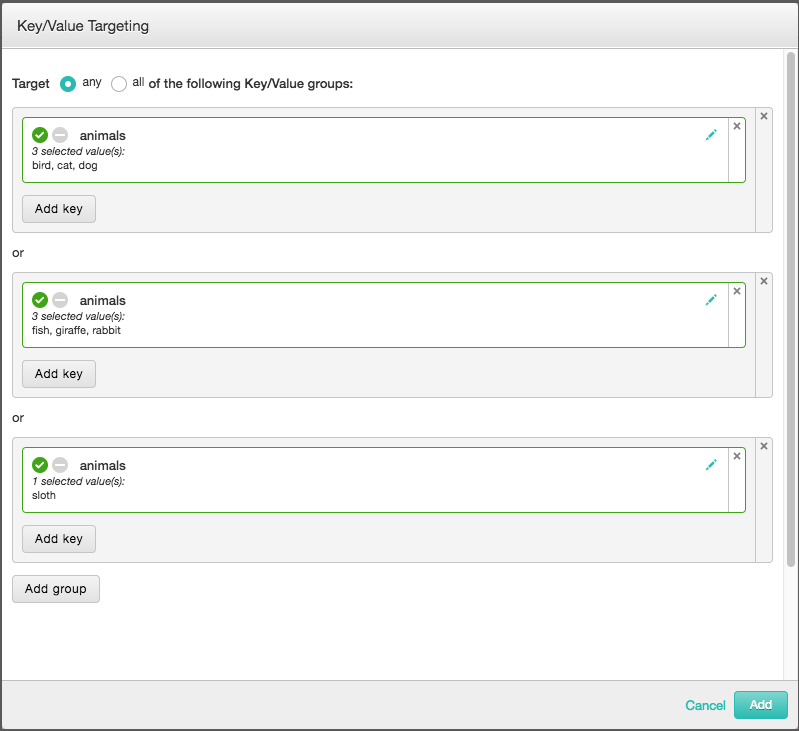 Key/Value Targeting
Target any all of the following Key/Value groups:
animals
3 selected value(s):
bird, cat, dog
Add key
or
animals
3 selected value(s):
fish, giraffe, rabbit
Add key
or
animals
1 selected value(s):
sloth
Add key
Add group
Cancel Add